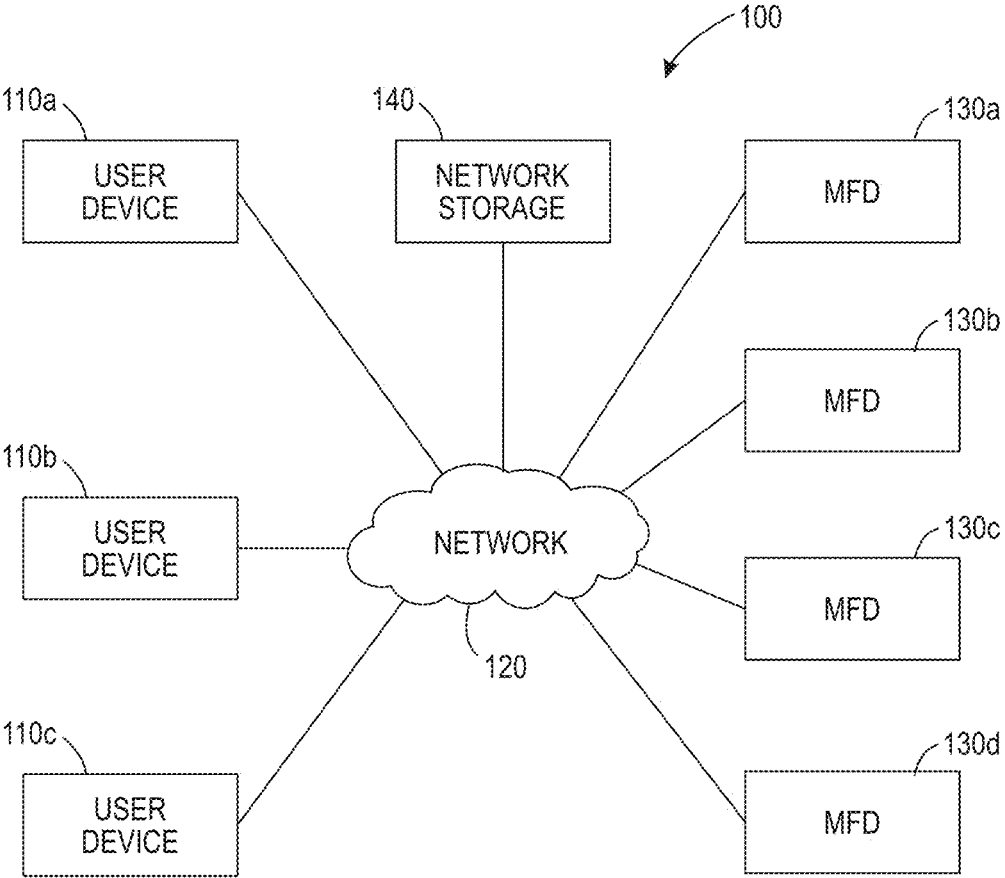 100
110a
USER
DEVICE
140
NETWORK
STORAGE
130a
MFD
130b
MFD
110b
USER
DEVICE
NETWORK
120
130c
MFD
110c
USER
DEVICE
130d
MFD